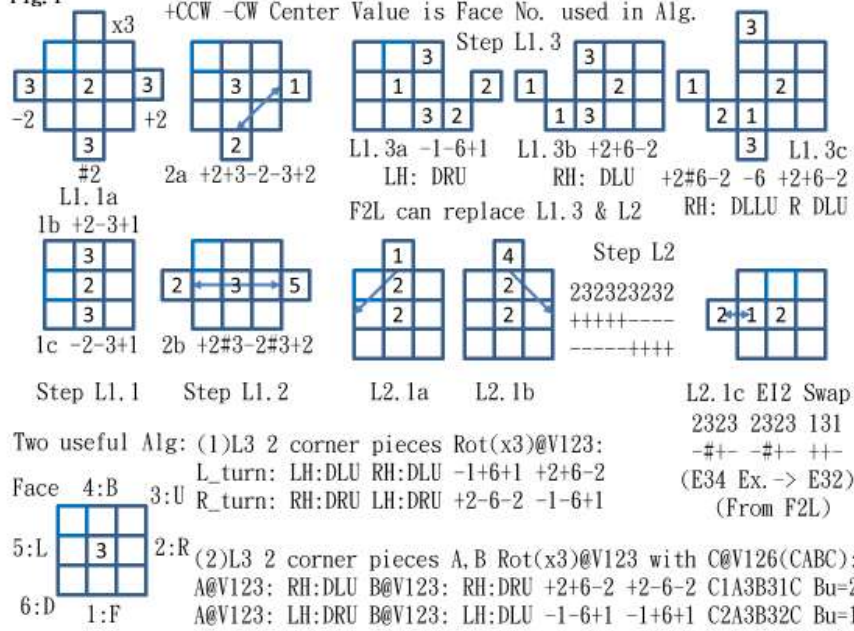 +CCW -CW Center Value is Face No. used in Alg.
x3
Step L1.3
3 2 3
-2 +2
3
#2
L1.1a
3 1
2
2a +2+3-2-3+2
3
1 2
3 2
L1.3a -1-6+1
LH: DRU
3
1 2
1 3
L1.3b +2+6-2
RH: DLU
3
1 2
2 1
3
L1.3c
+2#6-2 -6 +2+6-2
RH: DLLU R DLU
F2L can replace L1.3 & L2
1b +2-3+1
3
2
3
1c -2-3+1
2 3 5
2b +2#3-2#3+2
1
2
2
4
2
2
Step L2
232323232
+++++----
-----++++
2 1 2
Step L1.1
Step L1.2
L2.1a
L2.1b
L2.1c EI2 Swap
2323 2323 131
-#+- -#+- ++-
(E34 Ex.-> E32)
(From F2L)
Two useful Alg: (1)L3 2 corner pieces Rot(x3)@V123:
L_turn: LH:DLU RH:DLU -1+6+1 +2+6-2
R_turn: RH:DRU LH:DRU +2-6-2 -1-6+1
Face 4:B
3:U
5:L 3 2:R
6:D 1:F
(2)L3 2 corner pieces A,B Rot(x3)@V123 with C@V126(CABC):
A@V123: RH:DLU B@V123: RH:DRU +2+6-2 +2-6-2 C1A3B31C Bu=2
A@V123: LH:DRU B@V123: LH:DLU -1-6+1 -1+6+1 C2A3B32C Bu=1